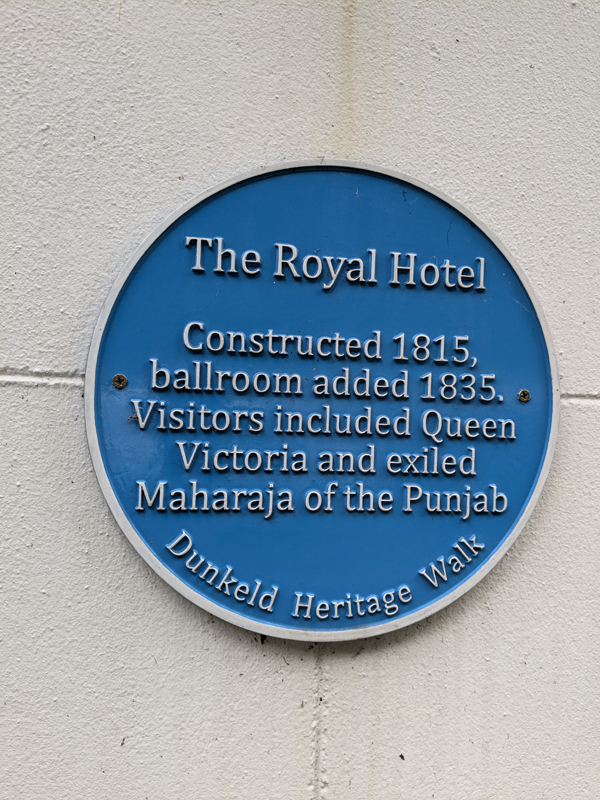 The Royal Hotel
Constructed 1815,
ballroom added 1835.
Visitors included Queen
Victoria and exiled
Maharaja of the Punjab
Dunkeld Heritage Walk